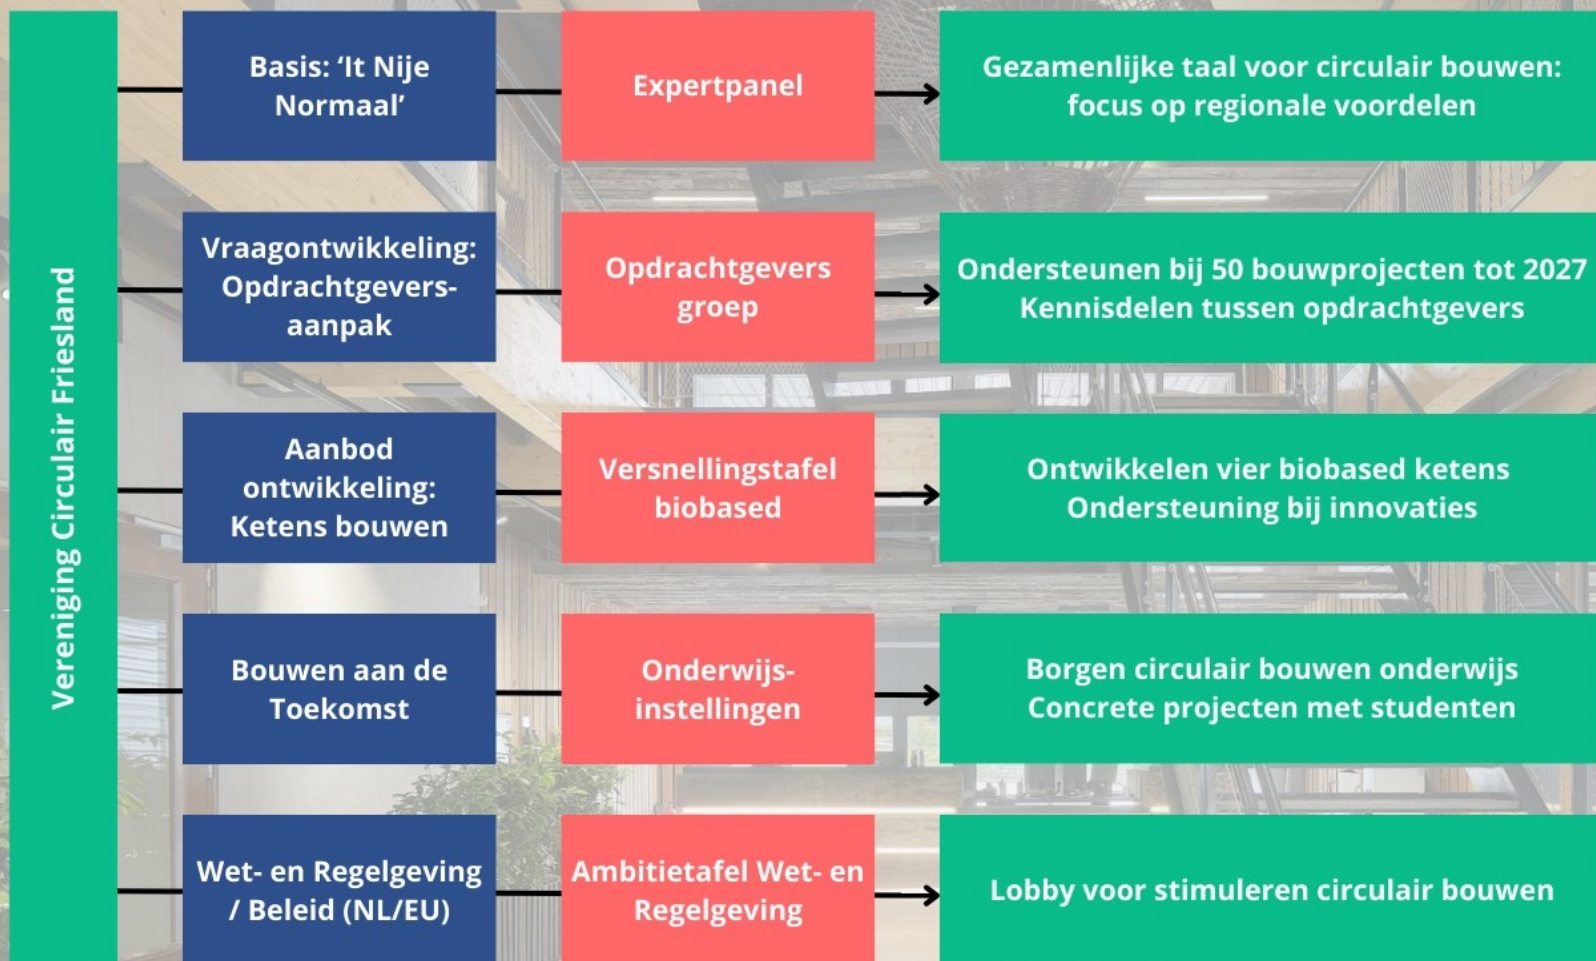 Vereniging Circulair Friesland
Basis: ‘It Nije
Normaal’
Expertpanel
Gezamenlijke taal voor circulair bouwen:
focus op regionale voordelen
Vraagontwikkeling:
Opdrachtgevers-
aanpak
Opdrachtgevers
groep
Ondersteunen bij 50 bouwprojecten tot 2027
Kennisdelen tussen opdrachtgevers
Aanbod
ontwikkeling:
Ketens bouwen
Versnellingstafel
biobased
Ontwikkelen vier biobased ketens
Ondersteuning bij innovaties
Bouwen aan de
Toekomst
Onderwijs-
instellingen
Borgen circulair bouwen onderwijs
Concrete projecten met studenten
Wet- en Regelgeving
/ Beleid (NL/EU)
Ambitietafel Wet- en
Regelgeving
Lobby voor stimuleren circulair bouwen